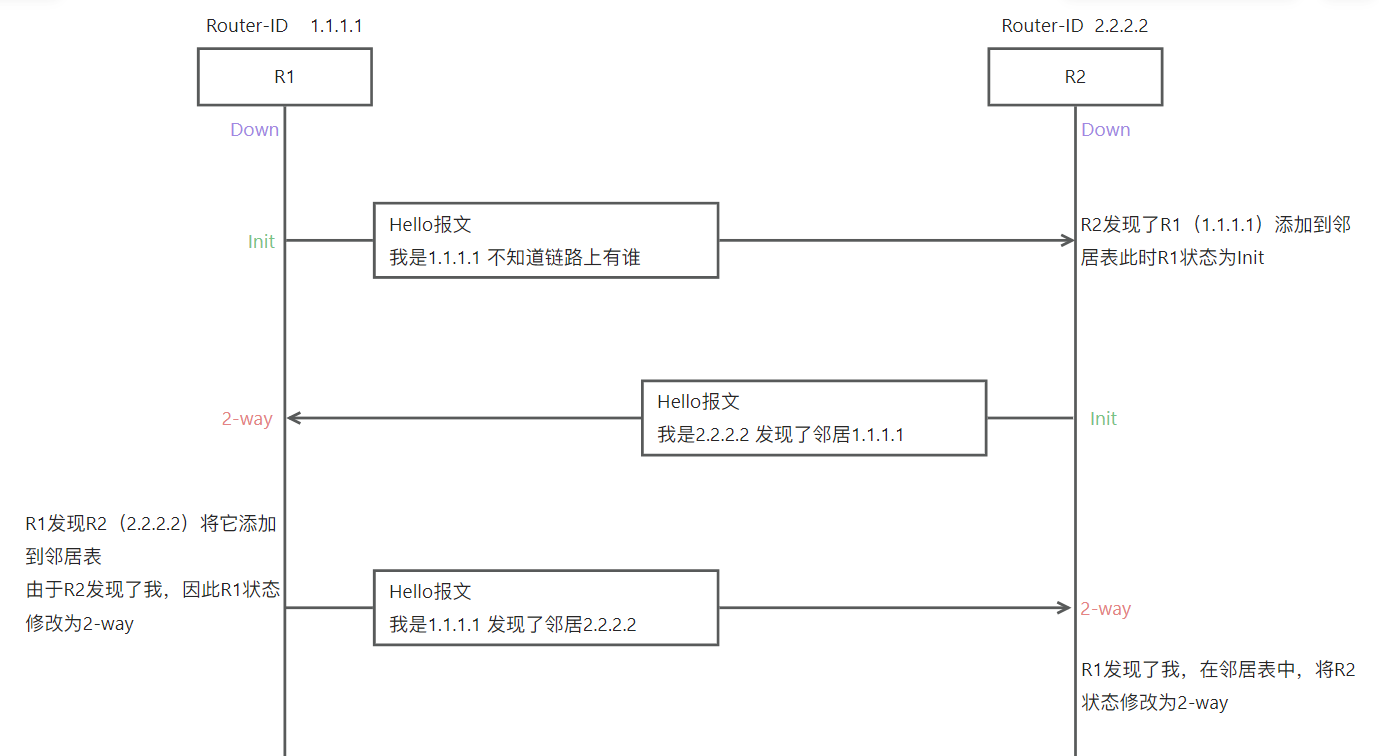 Router-ID 1.1.1.1
Router-ID 2.2.2.2
R1
R2
Down
Down
Hello报文
我是1.1.1.1 不知道链路上有谁
Init
R2发现了R1（1.1.1.1）添加到邻
居表此时R1状态为Init
Hello报文
我是2.2.2.2 发现了邻居1.1.1.1
2-way
Init
R1发现R2（2.2.2.2）将它添加
到邻居表
由于R2发现了我，因此R1状态
修改为2-way
Hello报文
我是1.1.1.1 发现了邻居2.2.2.2
2-way
R1发现了我，在邻居表中，将R2
状态修改为2-way